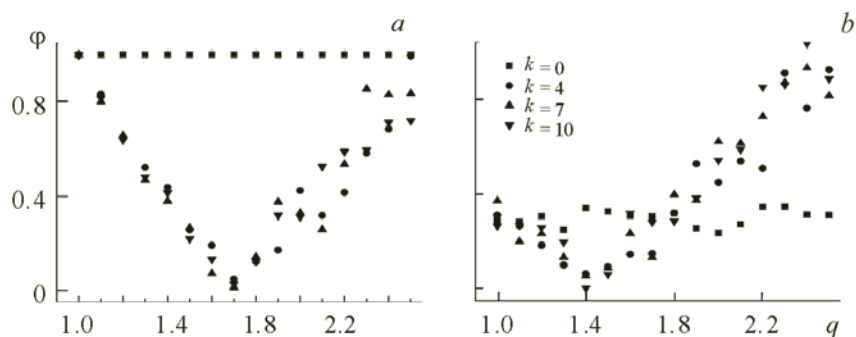 a
b
φ
0.8
0.4
0
1.0 1.4 1.8 2.2
k = 0
k = 4
k = 7
k = 10
1.0 1.4 1.8 2.2 q